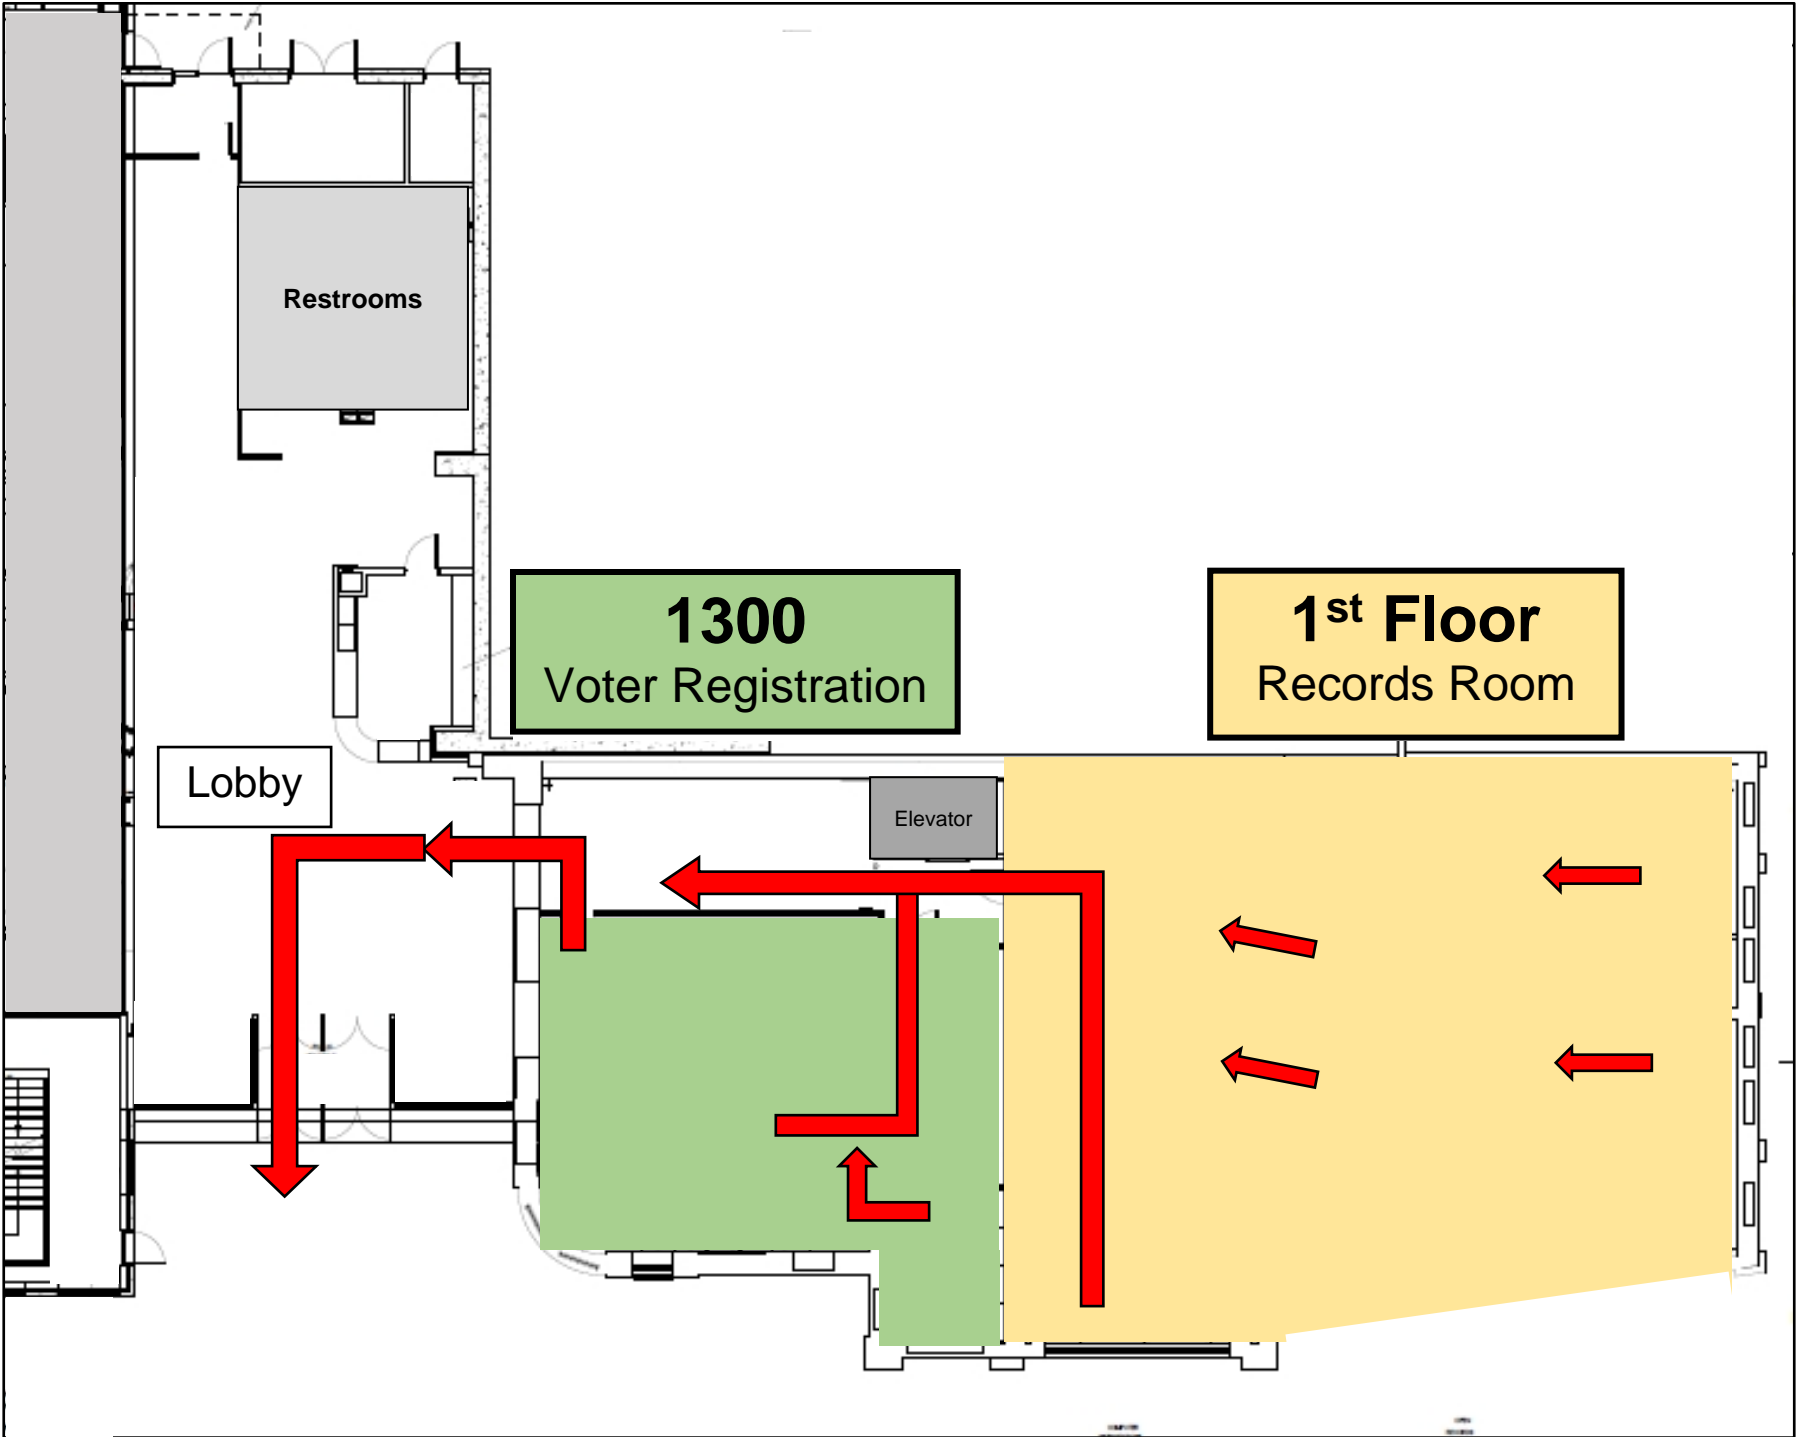 Restrooms
1300
Voter Registration
1st Floor
Records Room
Lobby
Elevator